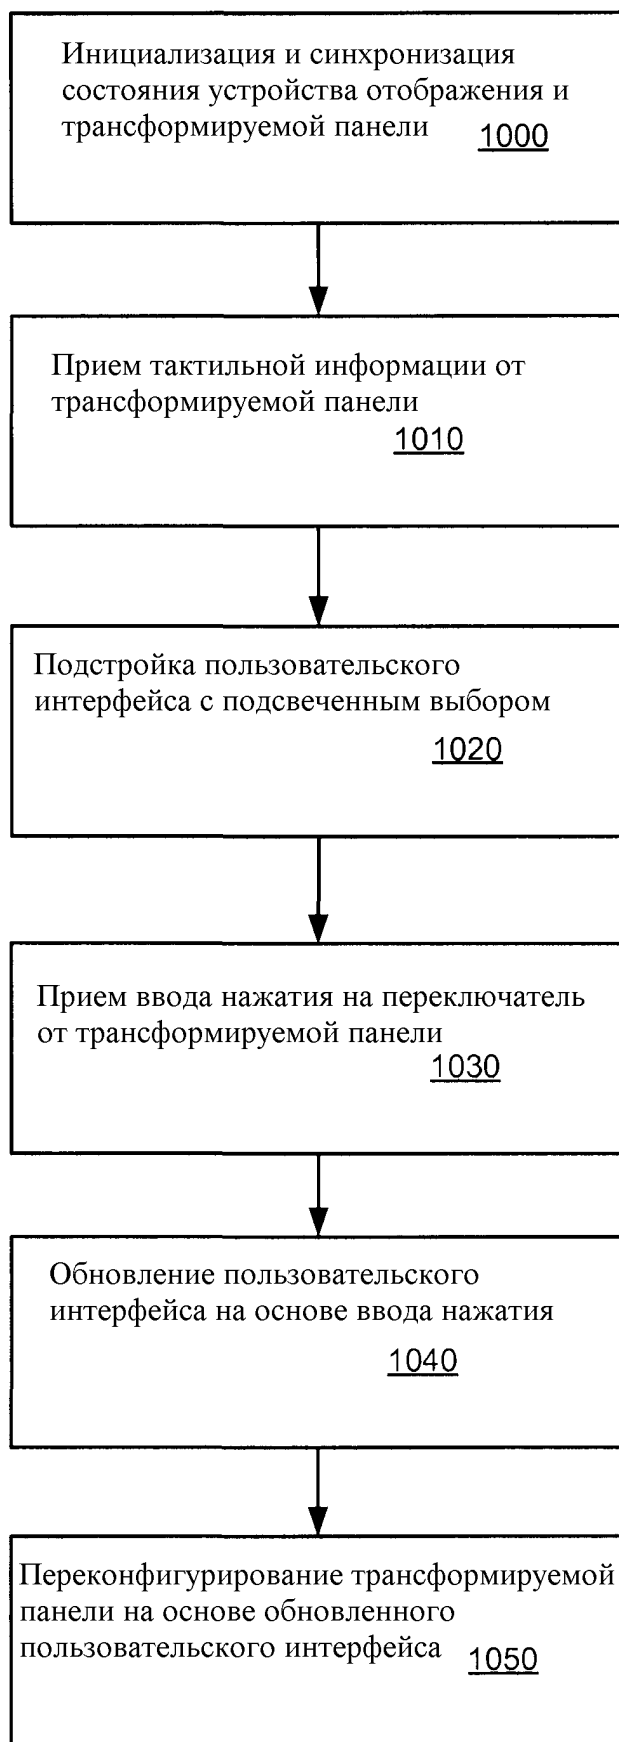 Инициализация и синхронизация
состояния устройства отображения и
трансформируемой панели 1000
Прием тактильной информации от
трансформируемой панели
1010
Подстройка пользовательского
интерфейса с подсвеченным выбором
1020
Прием ввода нажатия на переключатель
от трансформируемой панели
1030
Обновление пользовательского
интерфейса на основе ввода нажатия
1040
Переконфигурирование трансформируемой
панели на основе обновленного
пользовательского интерфейса 1050